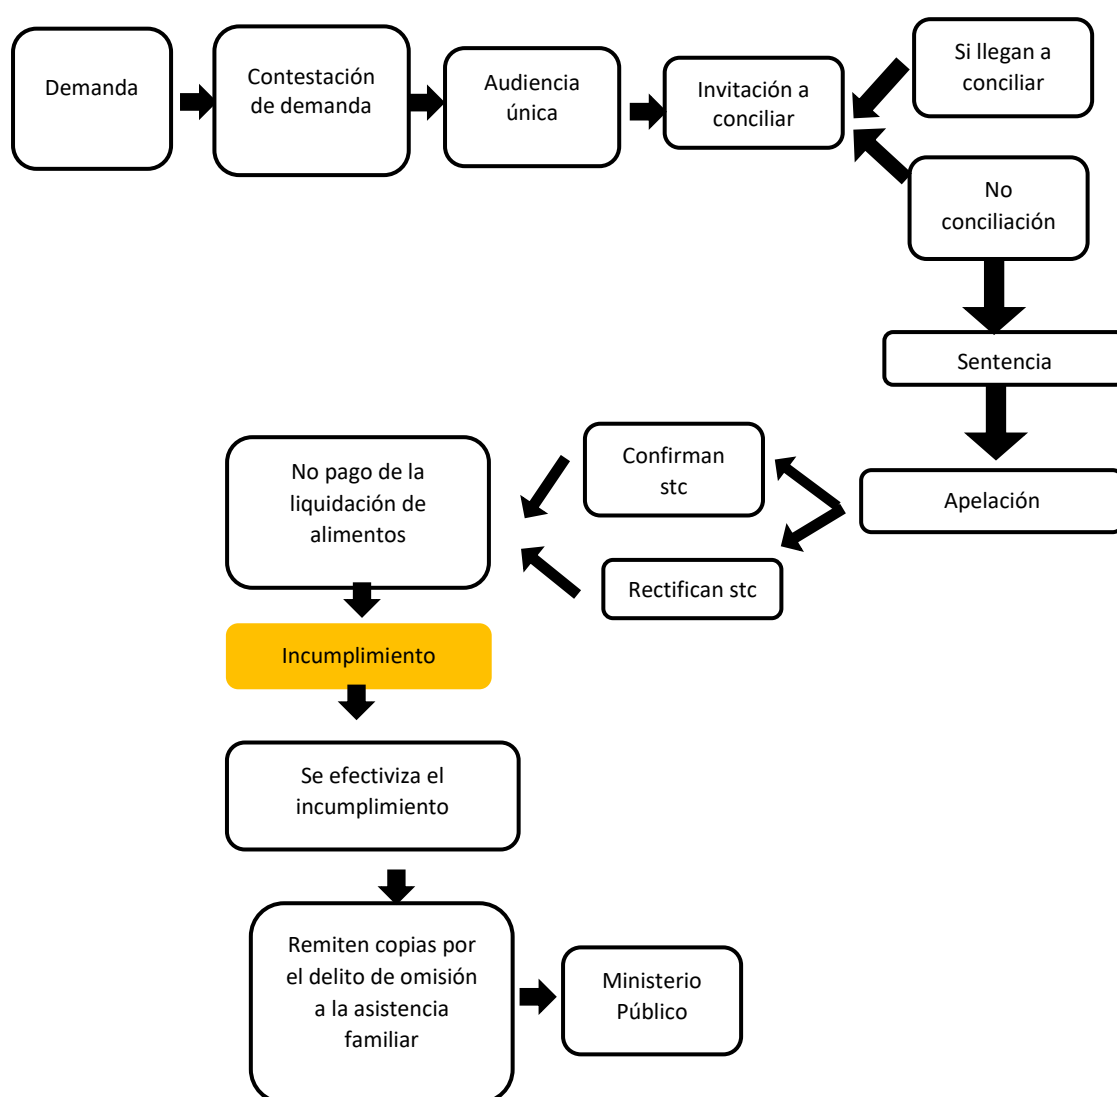 Demanda
Contestación
de demanda
Audiencia
única
Invitación a
conciliar
Si llegan a
conciliar
No
conciliación
Sentencia
Apelación
Confirman
stc
Rectifican stc
No pago de la
liquidación de
alimentos
Incumplimiento
Se efectiviza el
incumplimiento
Remiten copias por
el delito de omisión
a la asistencia
familiar
Ministerio
Público